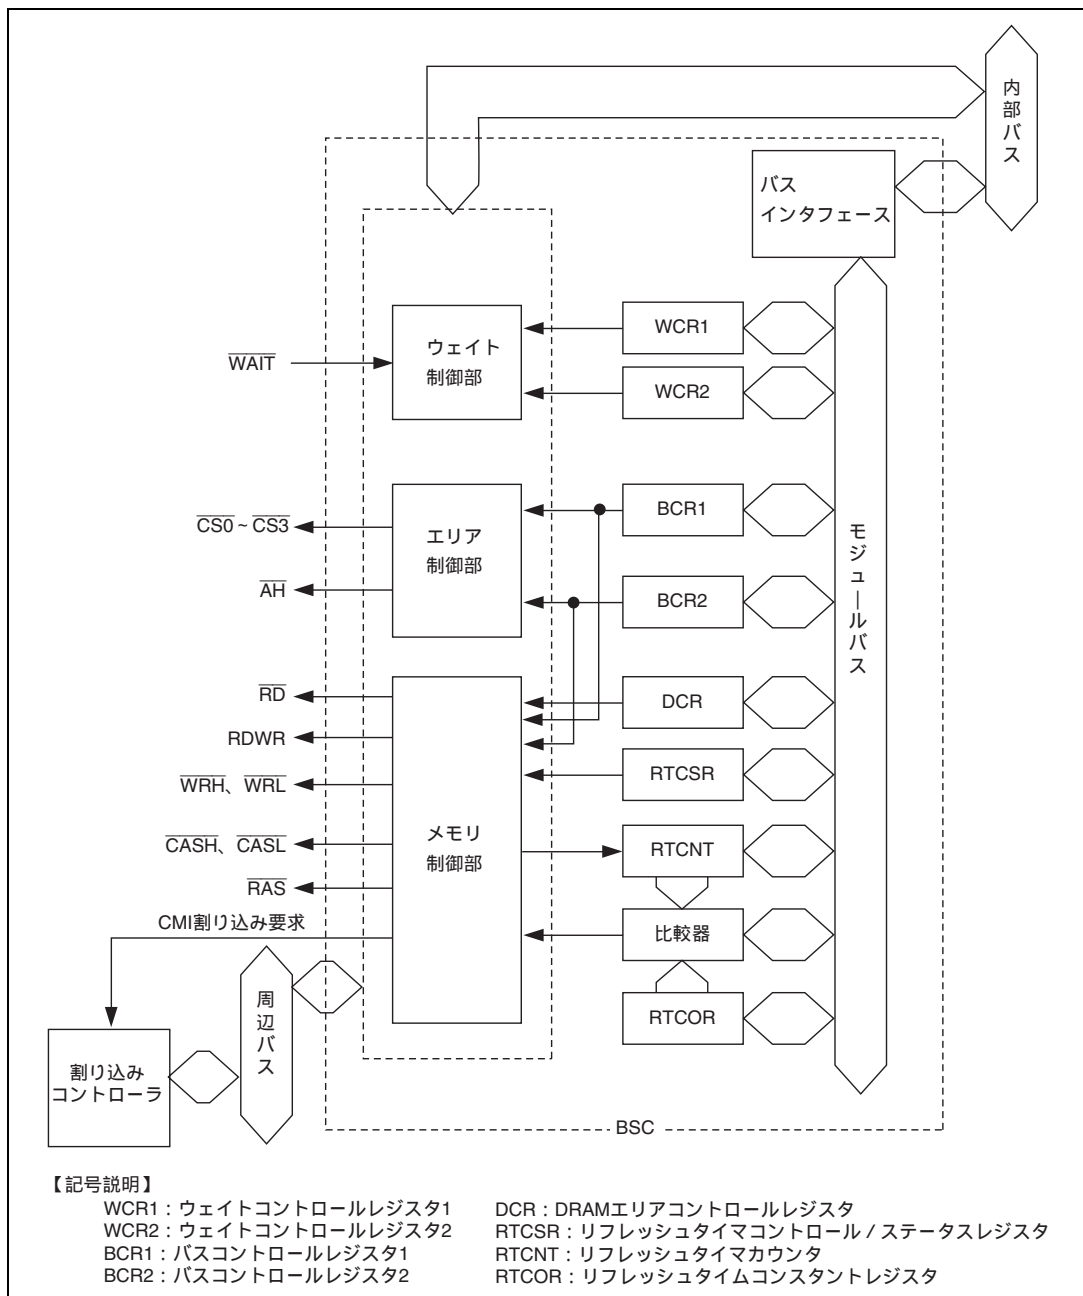 内部バス
バス
インタフェース
WCR1
ウェイト
制御部
W̅A̅I̅T̅
WCR2
BCR1
C̅S̅0̅ ~ C̅S̅3̅
エリア
制御部
モジュールバス
A̅H̅
BCR2
R̅D̅
DCR
RDWR
RTCSR
W̅R̅H̅、W̅R̅L̅
メモリ
制御部
RTCNT
C̅A̅S̅H̅、C̅A̅S̅L̅
R̅A̅S̅
CMI割り込み要求
比較器
周辺バス
RTCOR
割り込み
コントローラ
BSC
【記号説明】
WCR1：ウェイトコントロールレジスタ1
WCR2：ウェイトコントロールレジスタ2
BCR1：バスコントロールレジスタ1
BCR2：バスコントロールレジスタ2
DCR：DRAMエリアコントロールレジスタ
RTCSR：リフレッシュタイマコントロール / ステータスレジスタ
RTCNT：リフレッシュタイマカウンタ
RTCOR：リフレッシュタイムコンスタントレジスタ